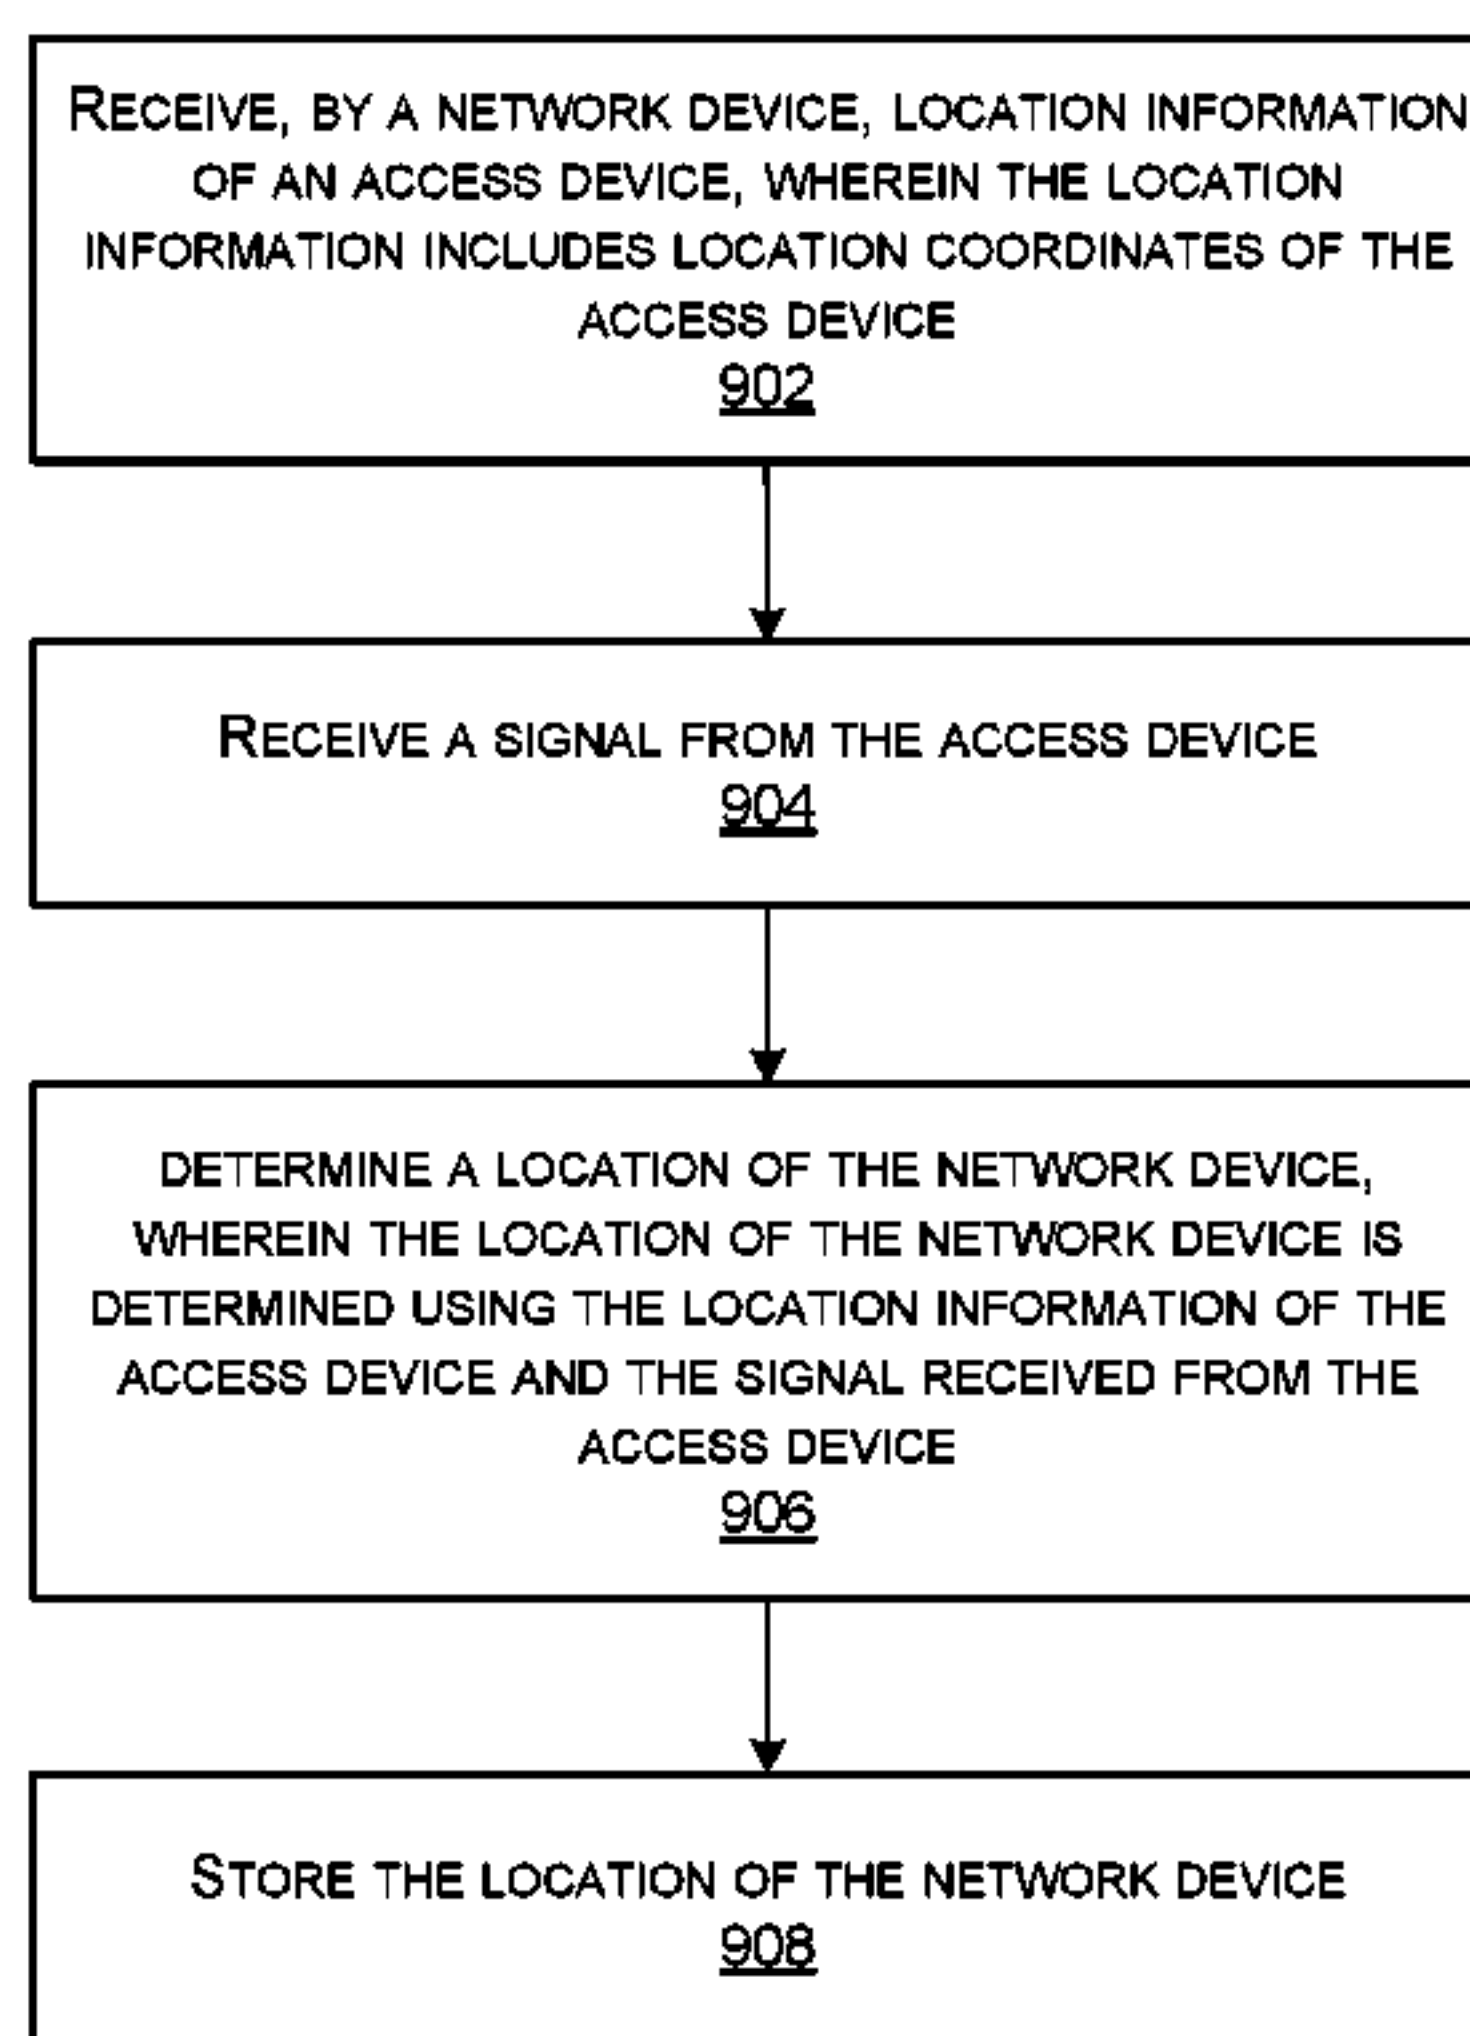 RECEIVE, BY A NETWORK DEVICE, LOCATION INFORMATION
OF AN ACCESS DEVICE, WHEREIN THE LOCATION
INFORMATION INCLUDES LOCATION COORDINATES OF THE
ACCESS DEVICE
902
RECEIVE A SIGNAL FROM THE ACCESS DEVICE
904
DETERMINE A LOCATION OF THE NETWORK DEVICE,
WHEREIN THE LOCATION OF THE NETWORK DEVICE IS
DETERMINED USING THE LOCATION INFORMATION OF THE
ACCESS DEVICE AND THE SIGNAL RECEIVED FROM THE
ACCESS DEVICE
906
STORE THE LOCATION OF THE NETWORK DEVICE
908